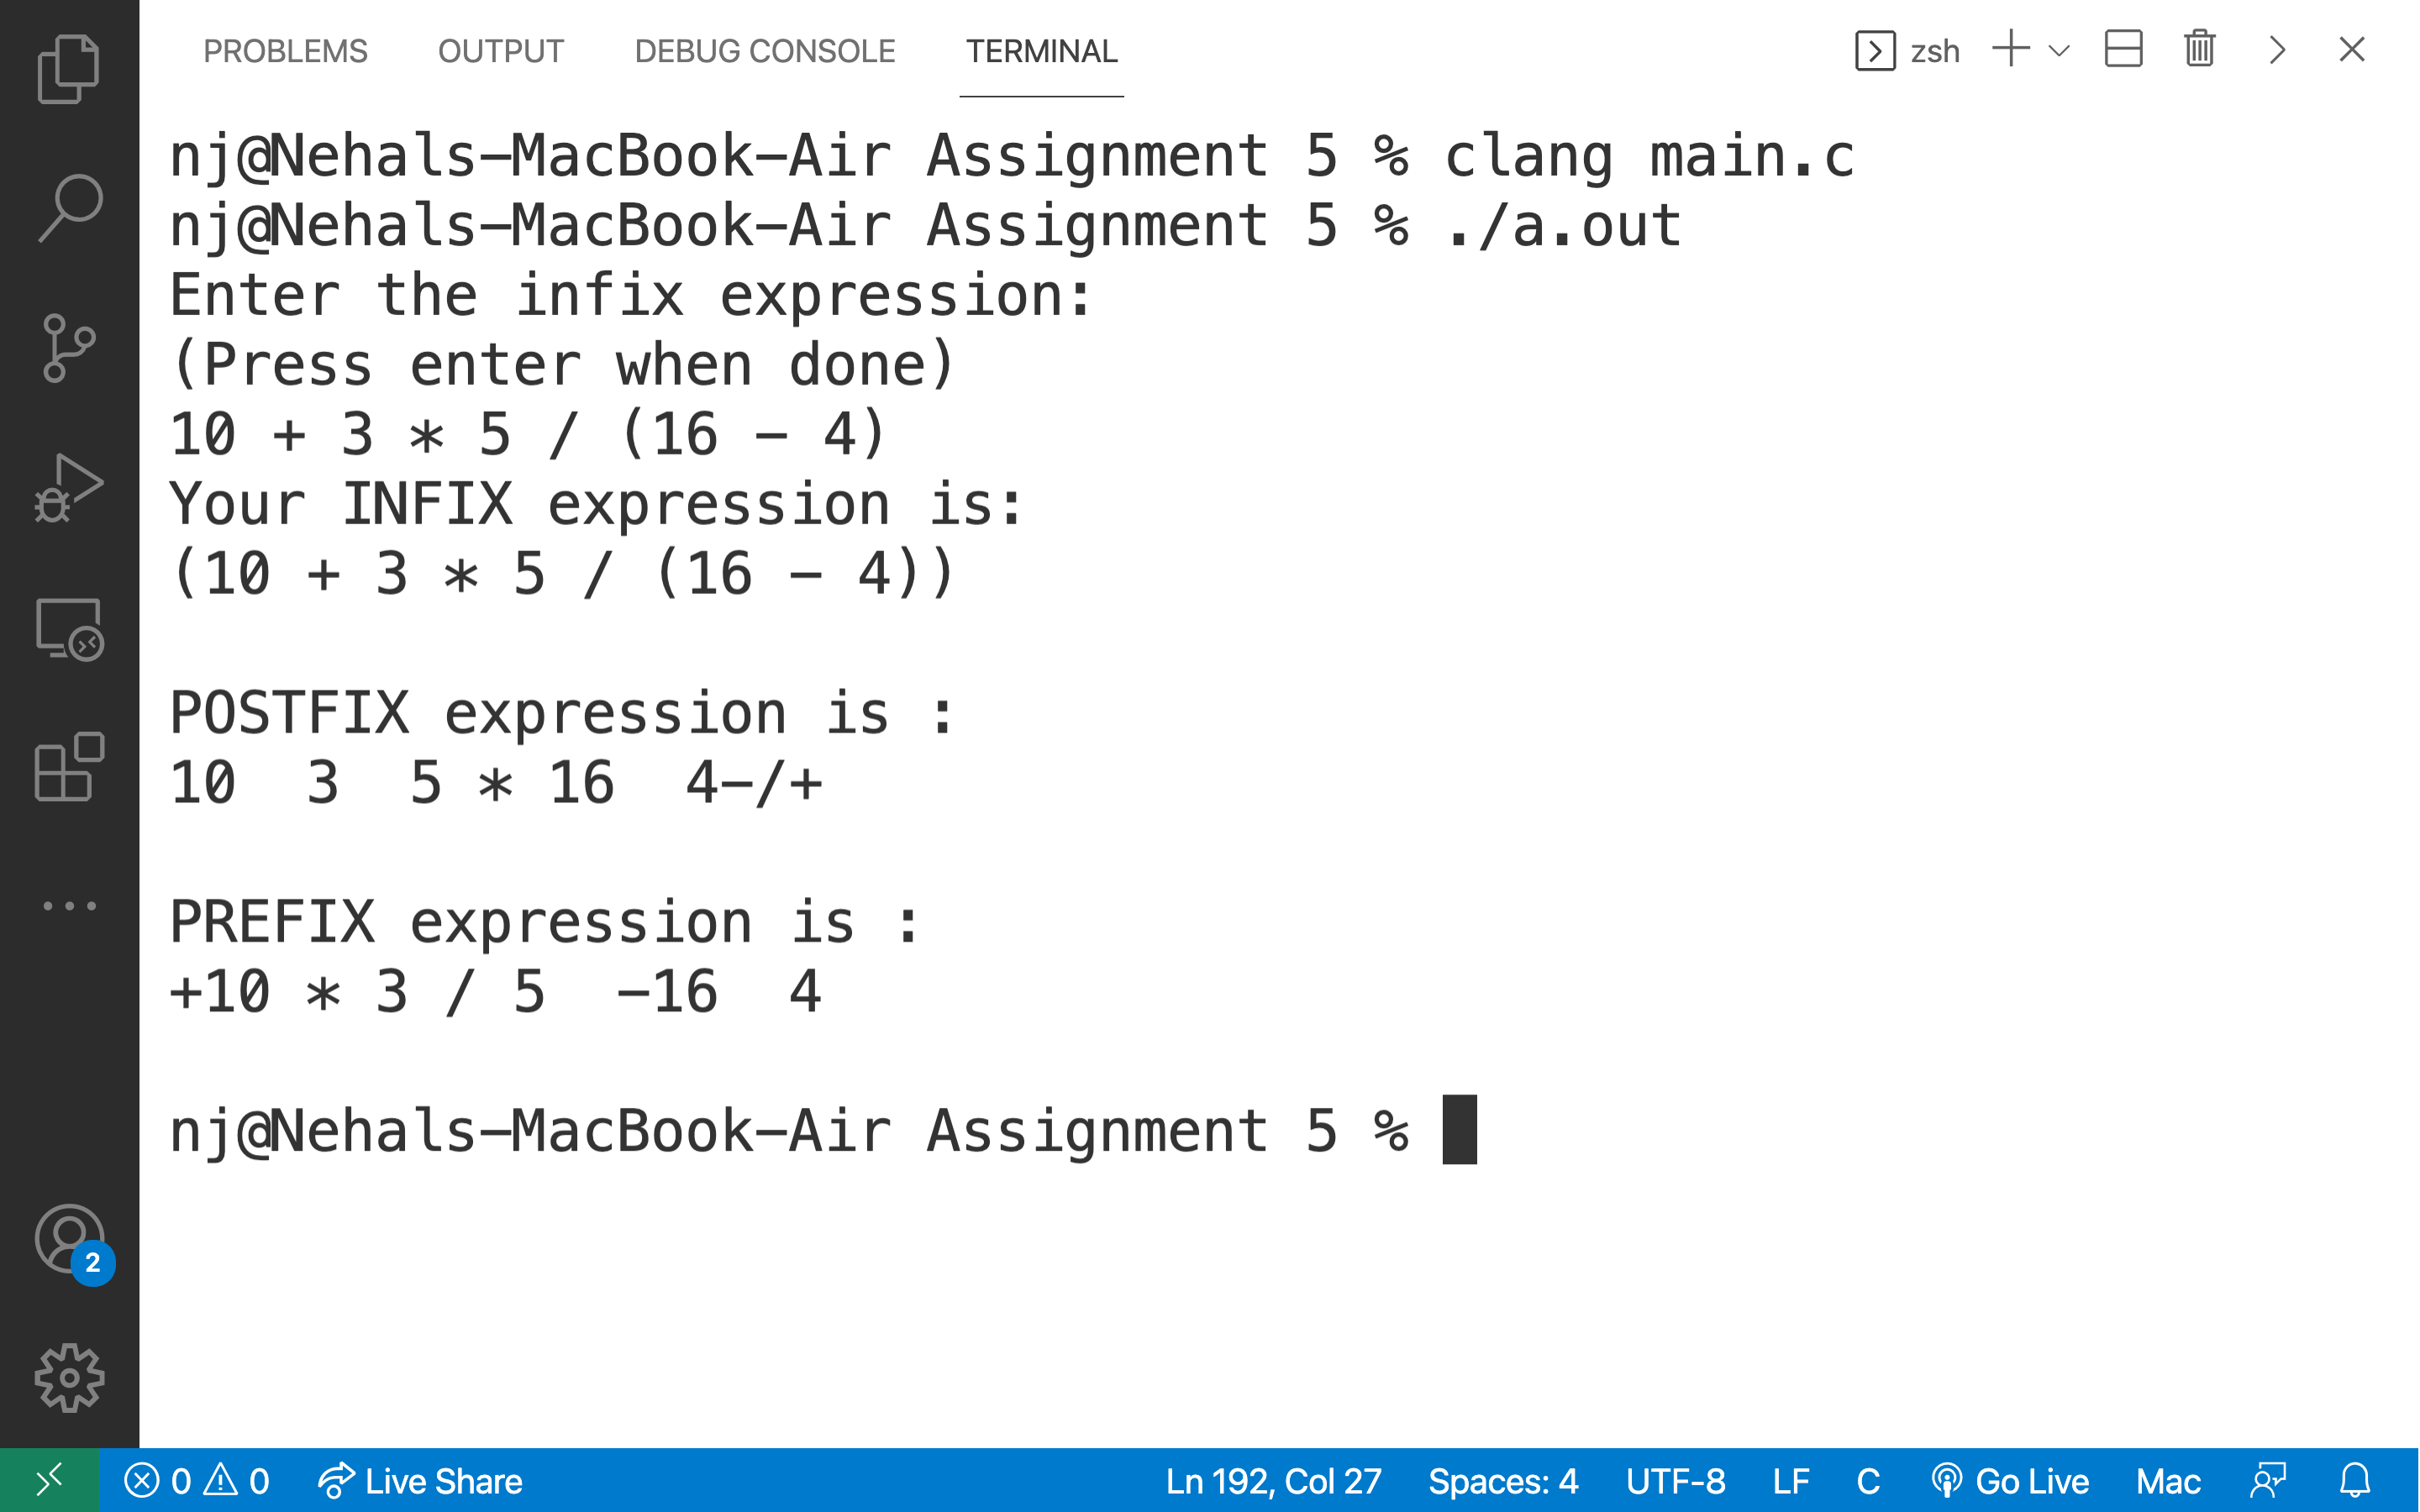 PROBLEMS OUTPUT DEBUG CONSOLE TERMINAL zsh
nj@Nehals-MacBook-Air Assignment 5 % clang main.c
nj@Nehals-MacBook-Air Assignment 5 % ./a.out
Enter the infix expression:
(Press enter when done)
10 + 3 * 5 / (16 - 4)
Your INFIX expression is:
(10 + 3 * 5 / (16 - 4))
POSTFIX expression is :
10  3  5 * 16  4-/+
PREFIX expression is :
+10 * 3 / 5  -16  4
nj@Nehals-MacBook-Air Assignment 5 %
2
0 0 Live Share Ln 192, Col 27 Spaces: 4 UTF-8 LF C Go Live Mac